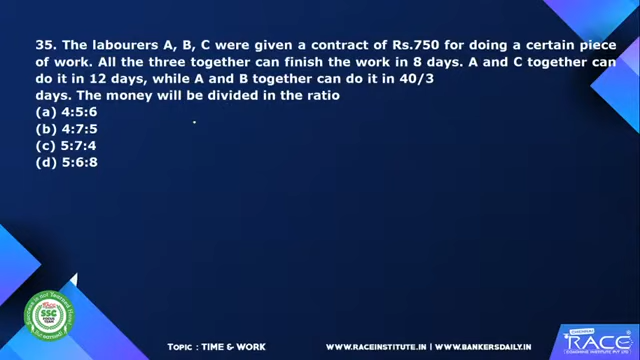 35. The labourers A, B, C were given a contract of Rs.750 for doing a certain piece
of work. All the three together can finish the work in 8 days. A and C together can
do it in 12 days, while A and B together can do it in 40/3
days. The money will be divided in the ratio
(a) 4:5:6
(b) 4:7:5
(c) 5:7:4
(d) 5:6:8
Race
SSC
TOPIC : TIME & WORK
WWW.RACEINSTITUTE.IN | WWW.BANKERSDAILY.IN
RACE